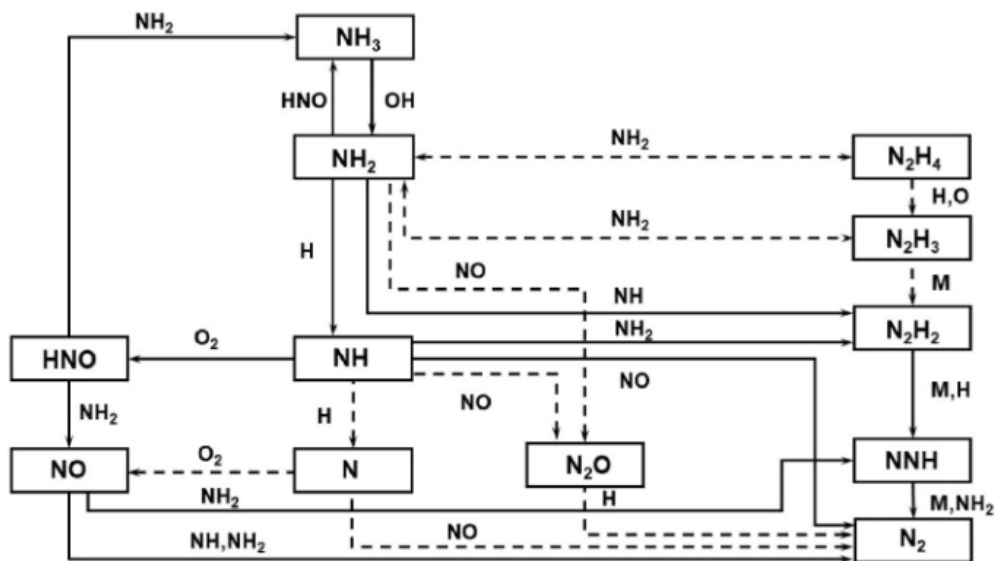 NH₂
NH₃
HNO
OH
NH₂
NH₂
N₂H₄
H,O
NH₂
N₂H₃
H
NO
M
NH
N₂H₂
O₂
NH₂
HNO
NH
NO
M,H
NO
NH₂
H
NO
O₂
N
N₂O
NNH
NH₂
H
M,NH₂
NH,NH₂
NO
N₂